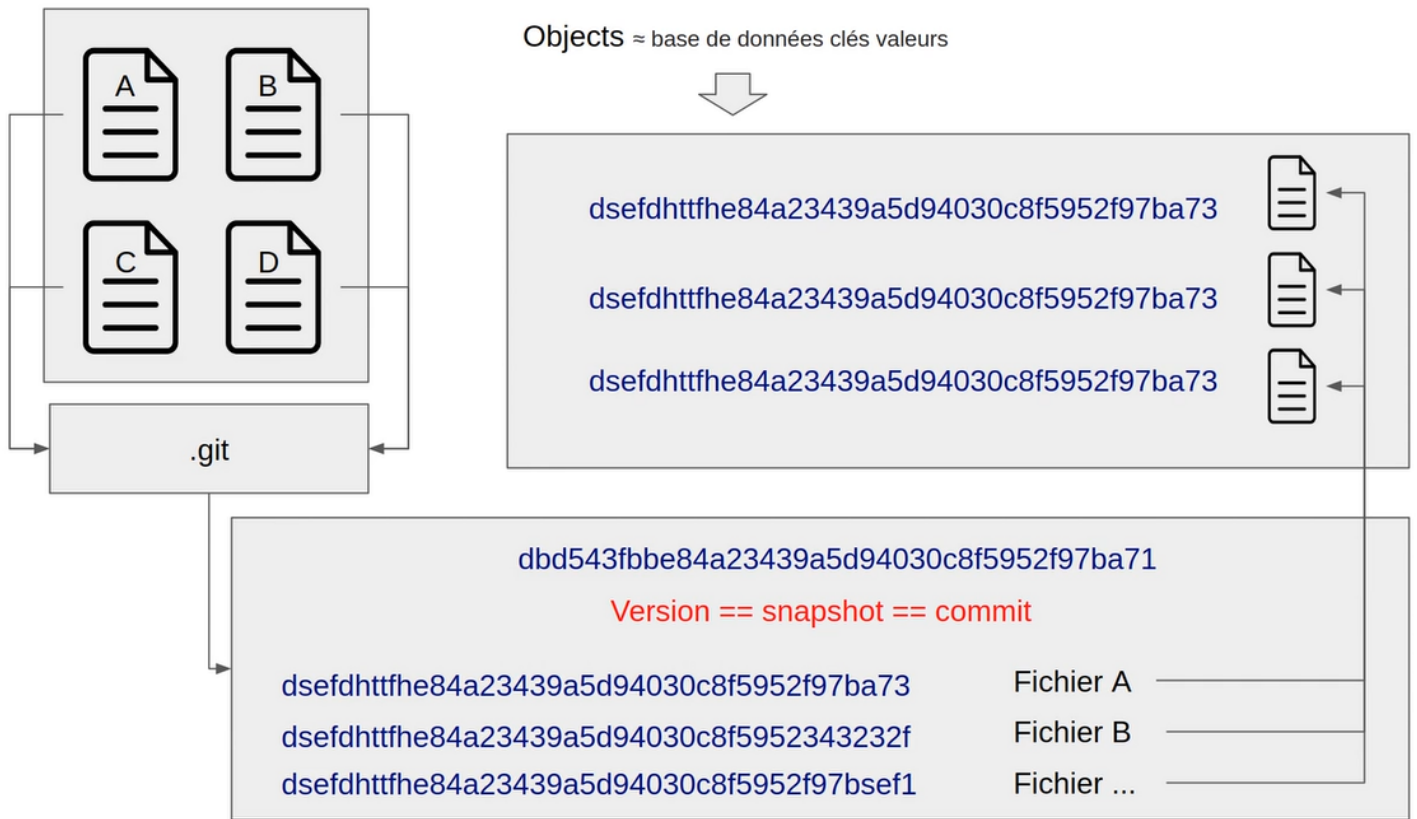 A
B
C
D
.git
Objects ≈ base de données clés valeurs
dsefdhttfhe84a23439a5d94030c8f5952f97ba73
dsefdhttfhe84a23439a5d94030c8f5952f97ba73
dsefdhttfhe84a23439a5d94030c8f5952f97ba73
dbd543fbbe84a23439a5d94030c8f5952f97ba71
Version == snapshot == commit
dsefdhttfhe84a23439a5d94030c8f5952f97ba73 Fichier A
dsefdhttfhe84a23439a5d94030c8f5952343232f Fichier B
dsefdhttfhe84a23439a5d94030c8f5952f97bsef1 Fichier ...